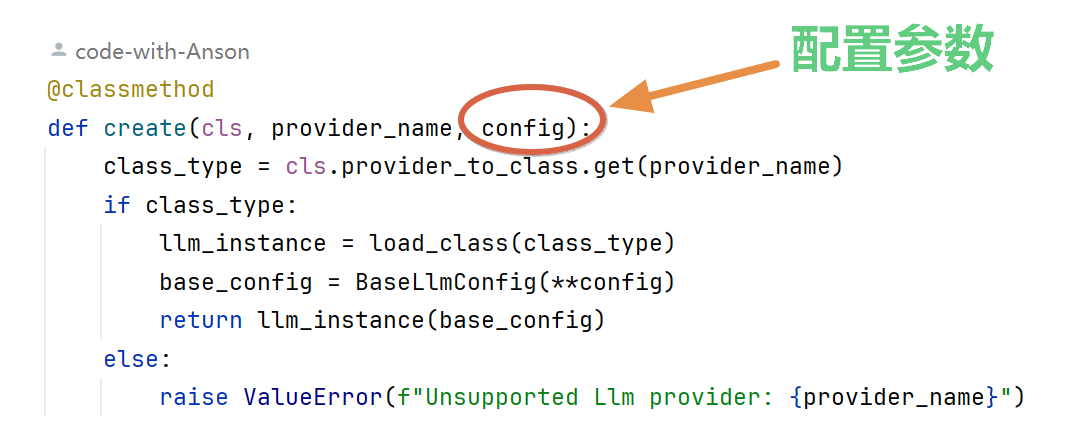 配置参数
code-with-Anson
@classmethod
def create(cls, provider_name, config):
    class_type = cls.provider_to_class.get(provider_name)
    if class_type:
        llm_instance = load_class(class_type)
        base_config = BaseLlmConfig(**config)
        return llm_instance(base_config)
    else:
        raise ValueError(f"Unsupported Llm provider: {provider_name}")